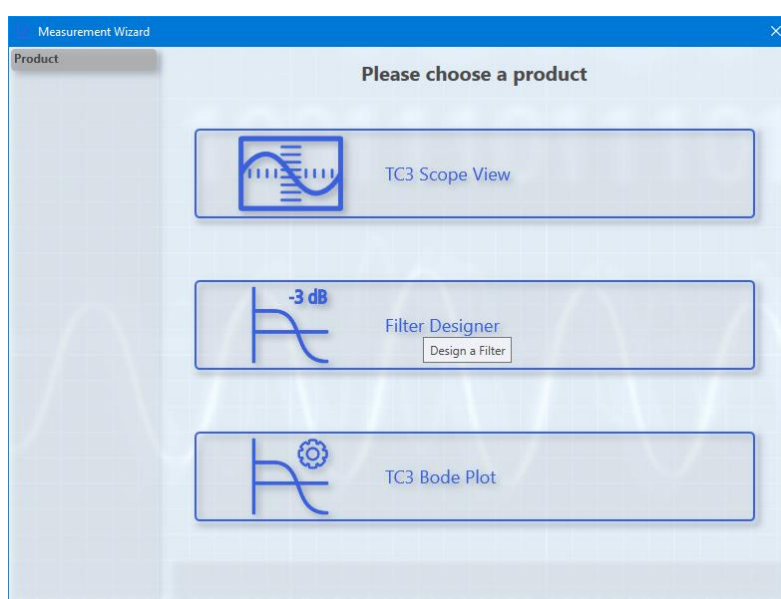 Measurement Wizard
Product
Please choose a product
TC3 Scope View
-3 dB
Filter Designer
Design a Filter
TC3 Bode Plot